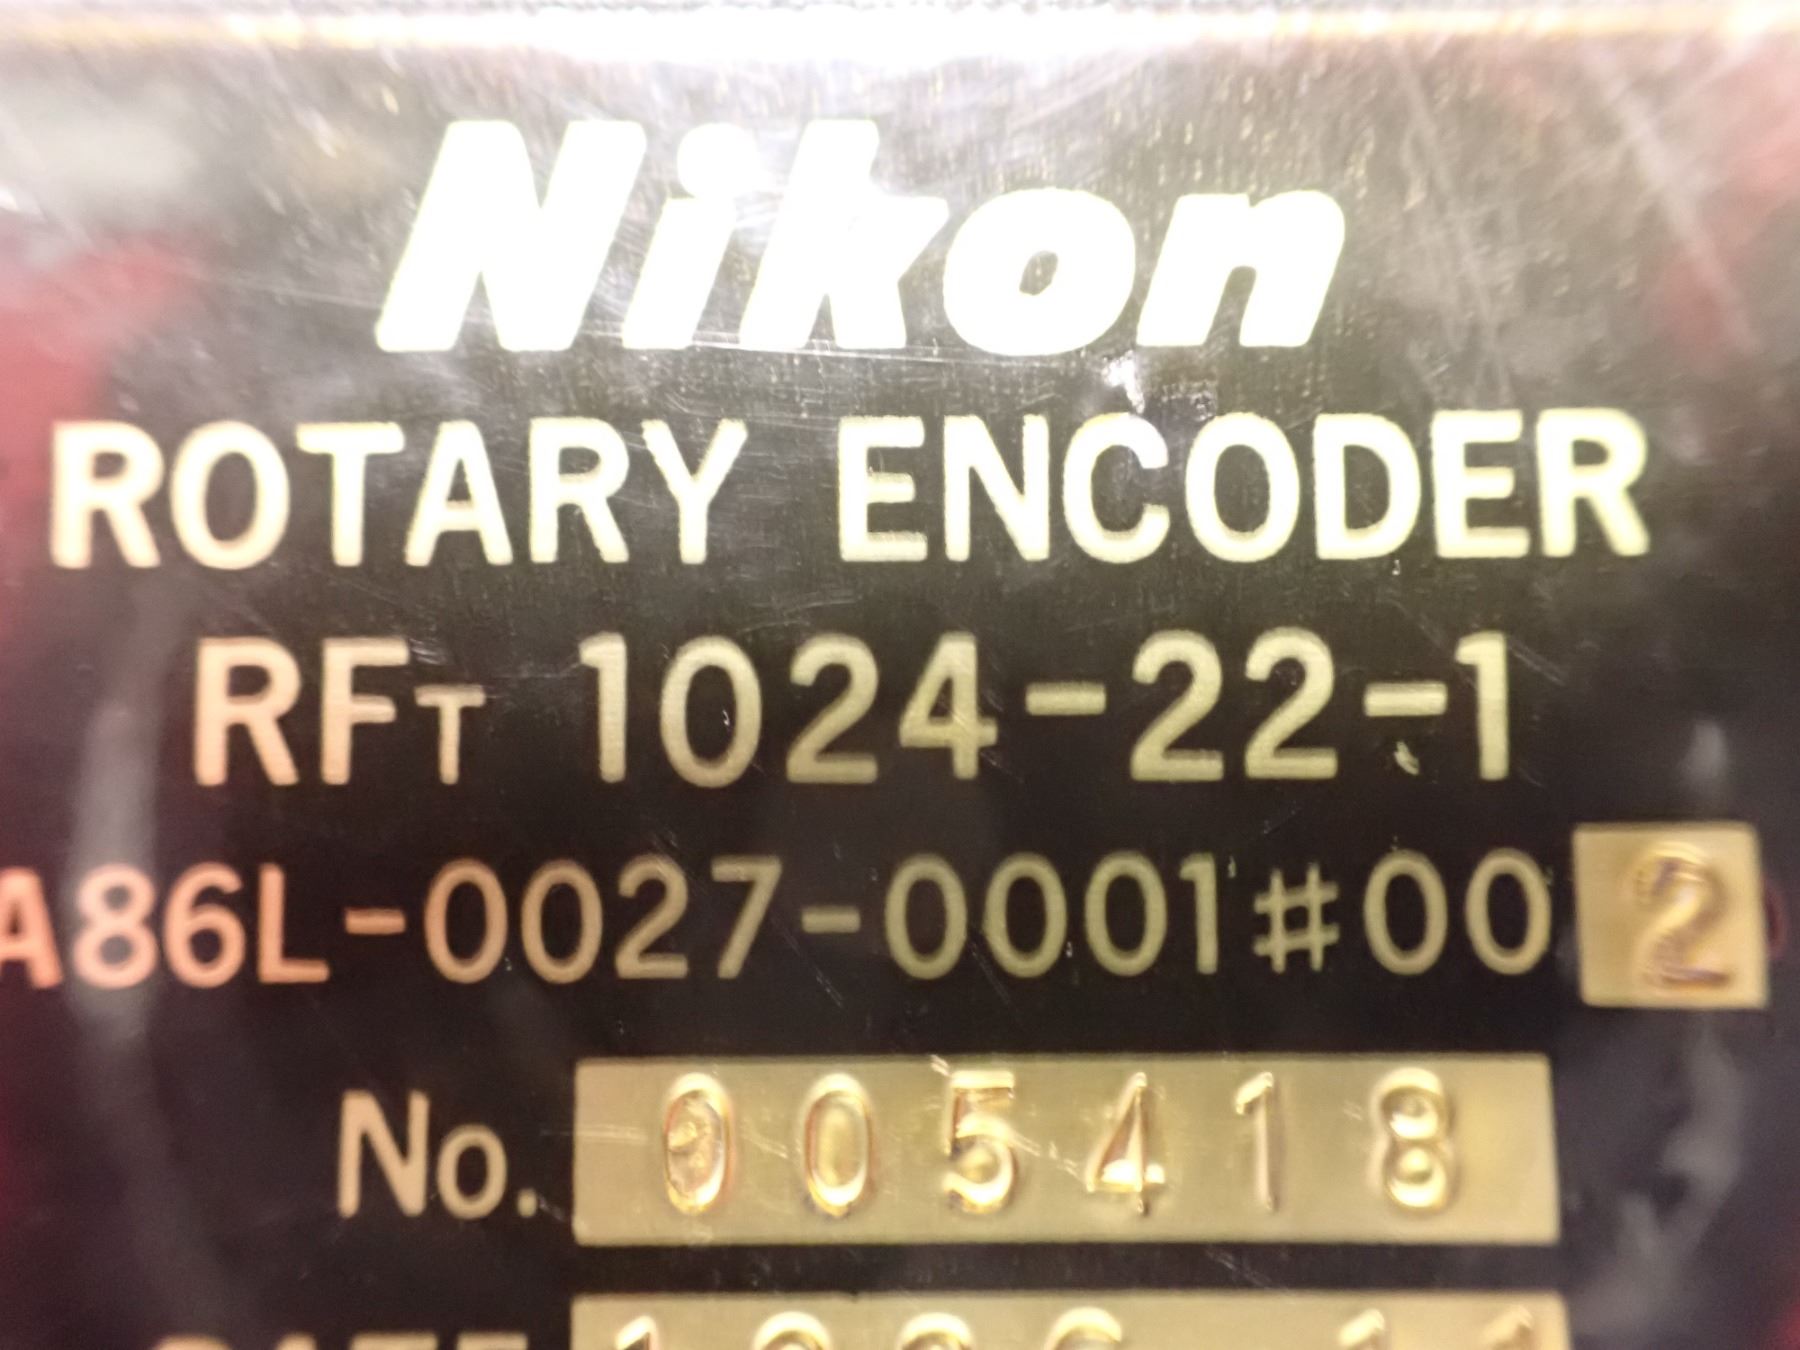 Nikon
ROTARY ENCODER
RFT 1024-22-1
A86L-0027-0001#002
No. 005418